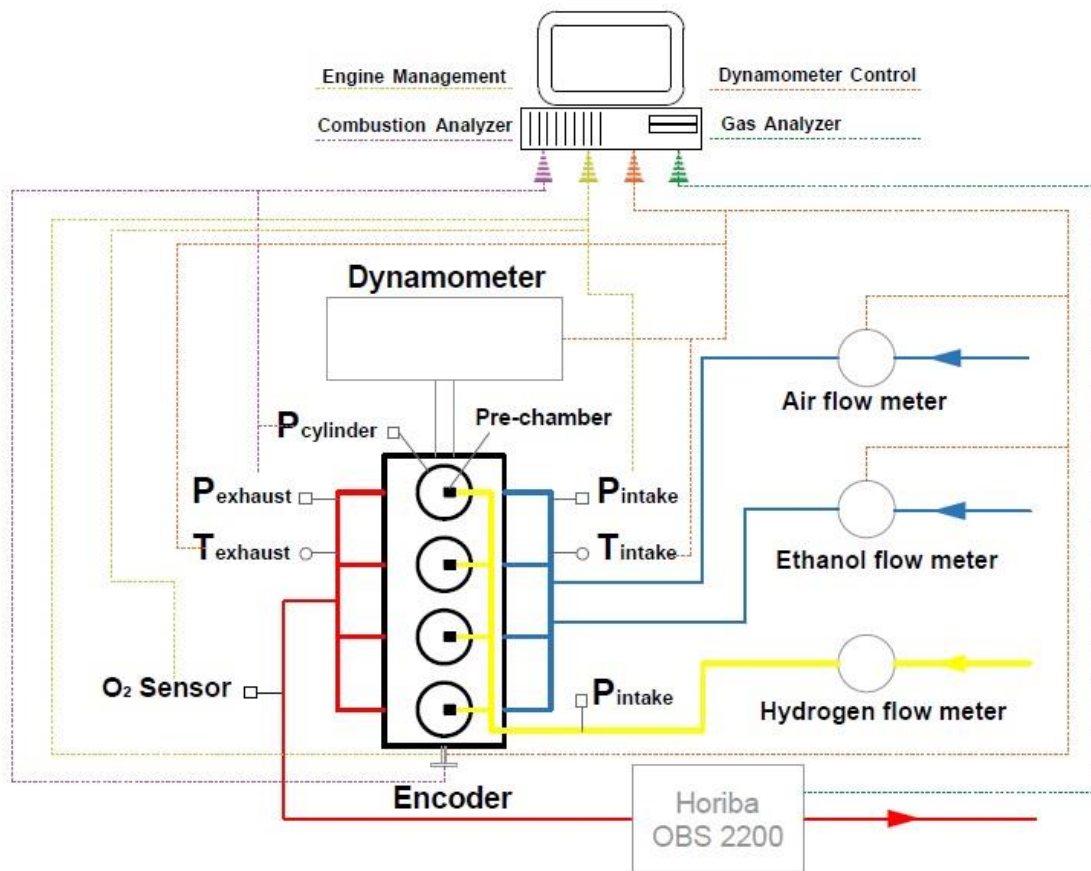 Engine Management
Dynamometer Control
Combustion Analyzer
Gas Analyzer
Dynamometer
Air flow meter
Pcylinder
Pre-chamber
Pexhaust
Pintake
Texhaust
Tintake
Ethanol flow meter
O₂ Sensor
Pintake
Hydrogen flow meter
Encoder
Horiba
OBS 2200